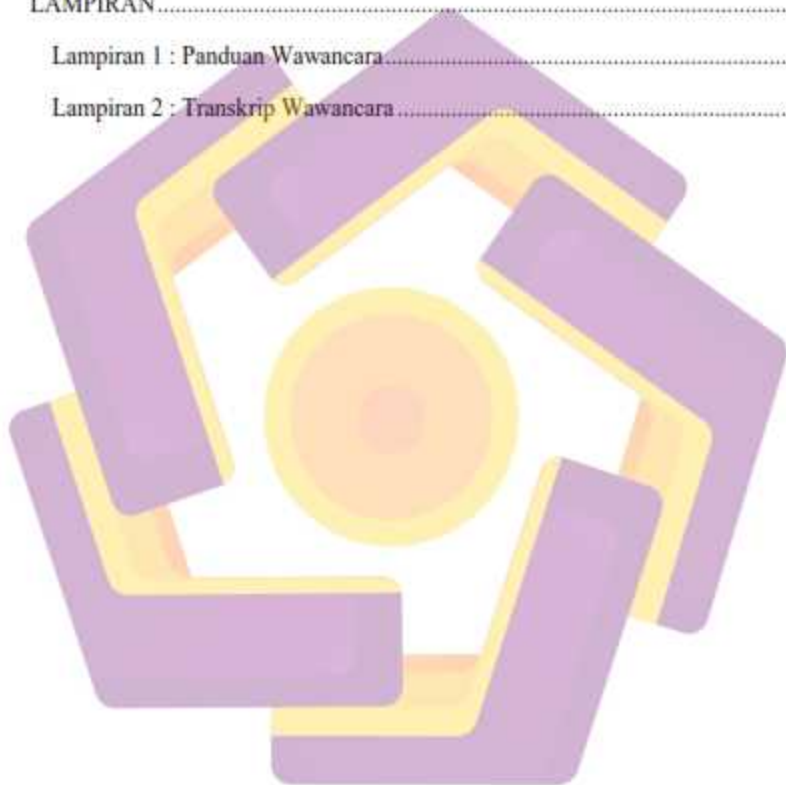 LAMPIRAN................................................................................
Lampiran 1 : Panduan Wawancara................................................................
Lampiran 2 : Transkrip Wawancara................................................................